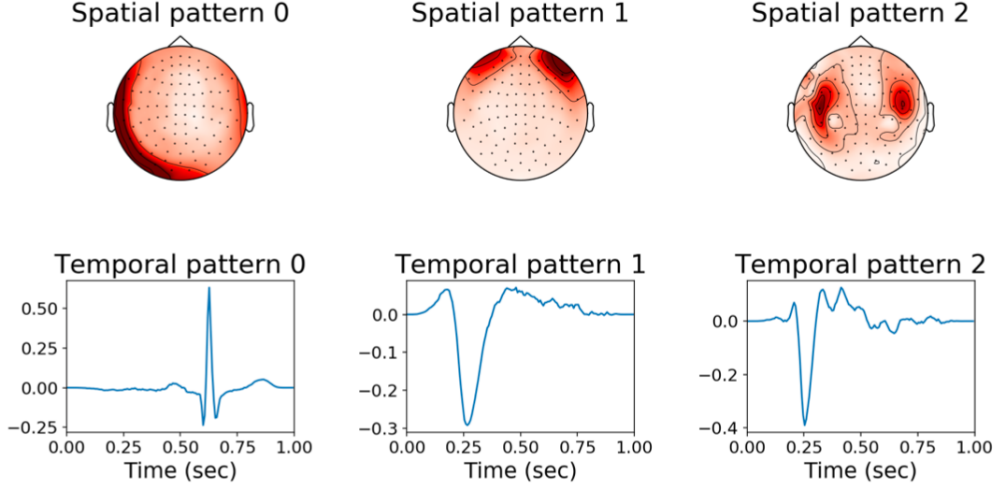 Spatial pattern 0
Spatial pattern 1
Spatial pattern 2
Temporal pattern 0
Temporal pattern 1
Temporal pattern 2
0.50
0.25
0.00
−0.25
0.00 0.25 0.50 0.75 1.00
Time (sec)
0.0
−0.1
−0.2
−0.3
0.00 0.25 0.50 0.75 1.00
Time (sec)
0.0
−0.2
−0.4
0.00 0.25 0.50 0.75 1.00
Time (sec)